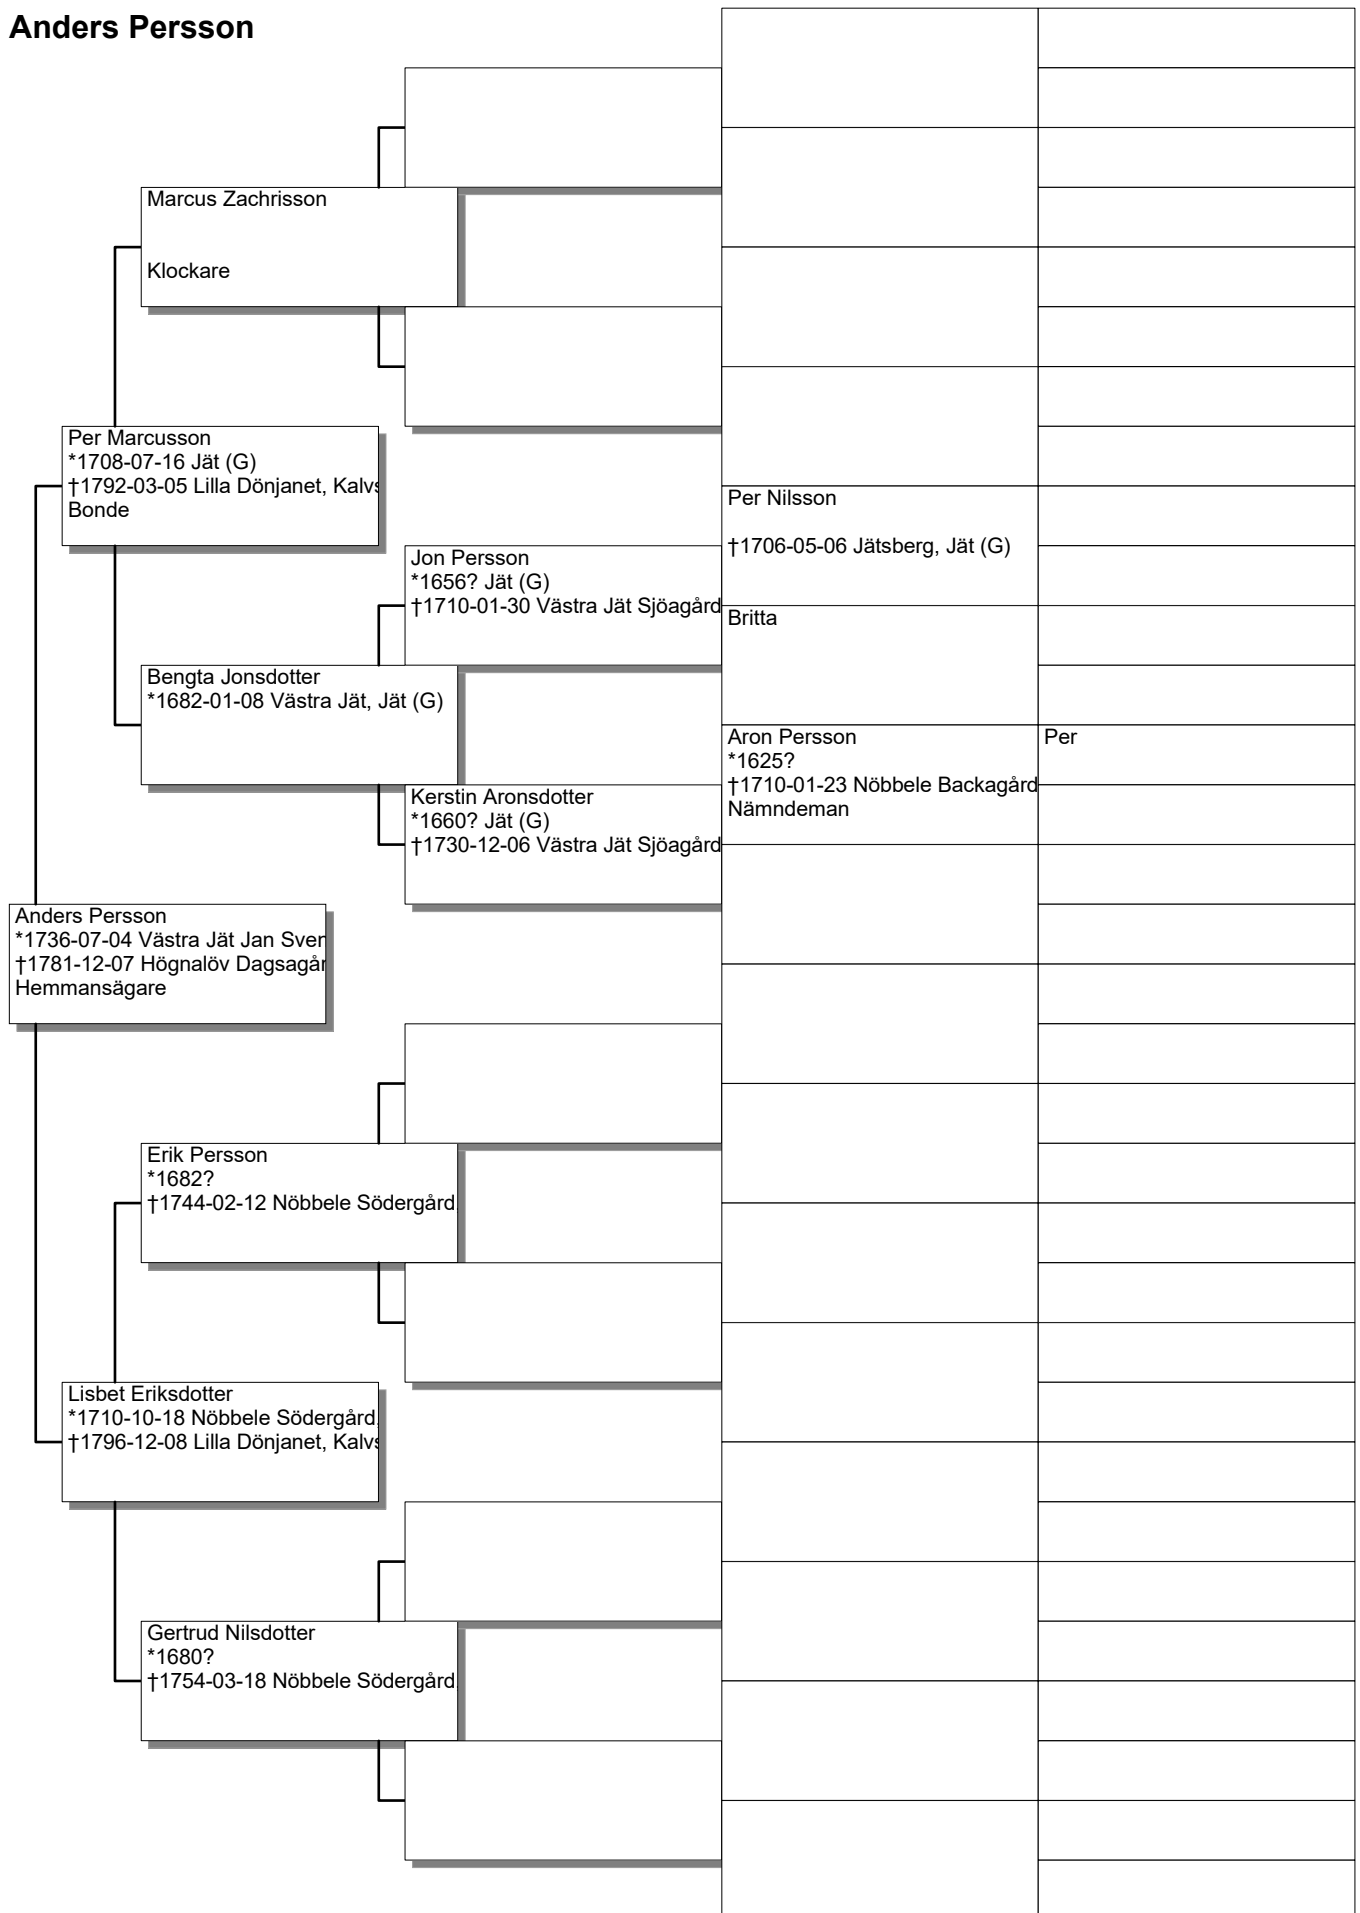 Anders Persson
Marcus Zachrisson
Klockare
Per Marcusson
*1708-07-16 Jät (G)
†1792-03-05 Lilla Dönjanet, Kalvs
Bonde
Per Nilsson
†1706-05-06 Jätsberg, Jät (G)
Jon Persson
*1656? Jät (G)
†1710-01-30 Västra Jät Sjöagård
Britta
Bengta Jonsdotter
*1682-01-08 Västra Jät, Jät (G)
Aron Persson
*1625?
†1710-01-23 Nöbbele Backagård
Nämndeman
Per
Kerstin Aronsdotter
*1660? Jät (G)
†1730-12-06 Västra Jät Sjöagård
Anders Persson
*1736-07-04 Västra Jät Jan Sven
†1781-12-07 Högnalöv Dagsagår
Hemmansägare
Erik Persson
*1682?
†1744-02-12 Nöbbele Södergård,
Lisbet Eriksdotter
*1710-10-18 Nöbbele Södergård,
†1796-12-08 Lilla Dönjanet, Kalvs
Gertrud Nilsdotter
*1680?
†1754-03-18 Nöbbele Södergård